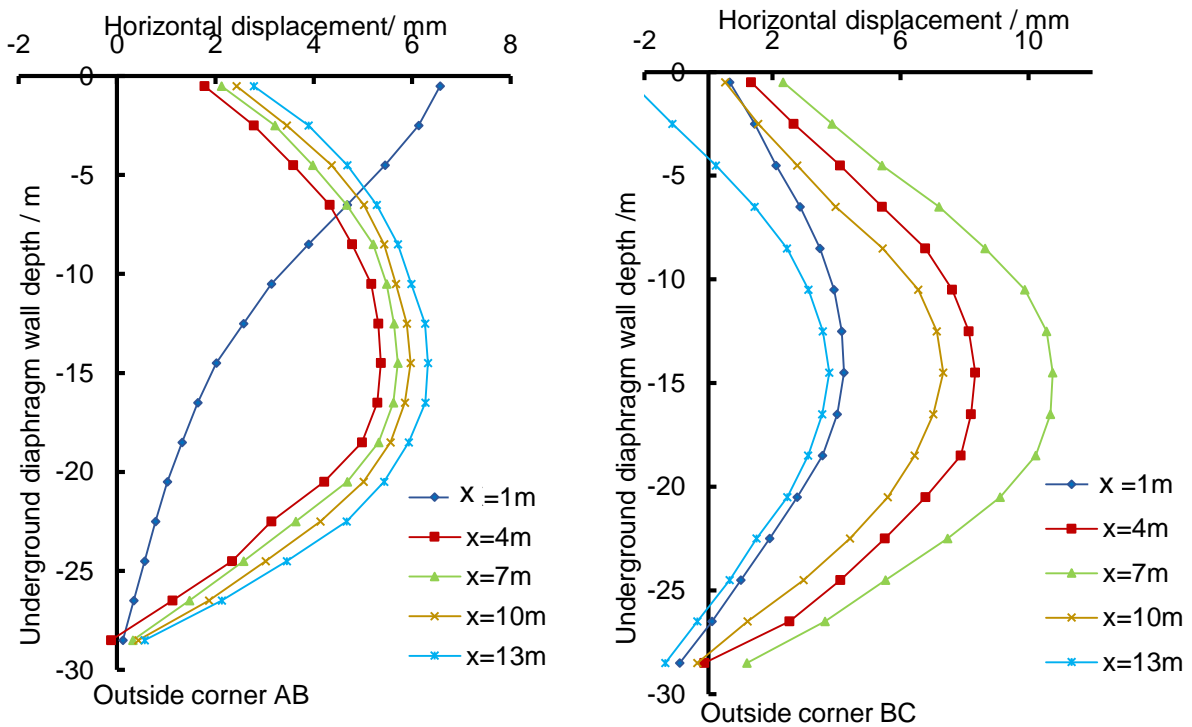 Horizontal displacement/ mm
-2 0 2 4 6 8
0
-5
-10
-15
-20
-25
-30
Underground diaphragm wall depth / m
x =1m
x=4m
x=7m
x=10m
x=13m
Outside corner AB
Horizontal displacement / mm
-2 2 6 10
0
-5
-10
-15
-20
-25
-30
Underground diaphragm wall depth /m
x =1m
x=4m
x=7m
x=10m
x=13m
Outside corner BC